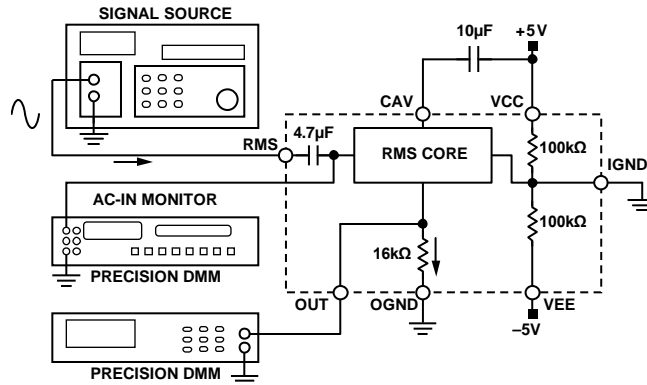 SIGNAL SOURCE
10µF
+5V
CAV
VCC
4.7µF
RMS
RMS CORE
100kΩ
IGND
AC-IN MONITOR
100kΩ
16kΩ
PRECISION DMM
OUT
OGND
VEE
–5V
PRECISION DMM